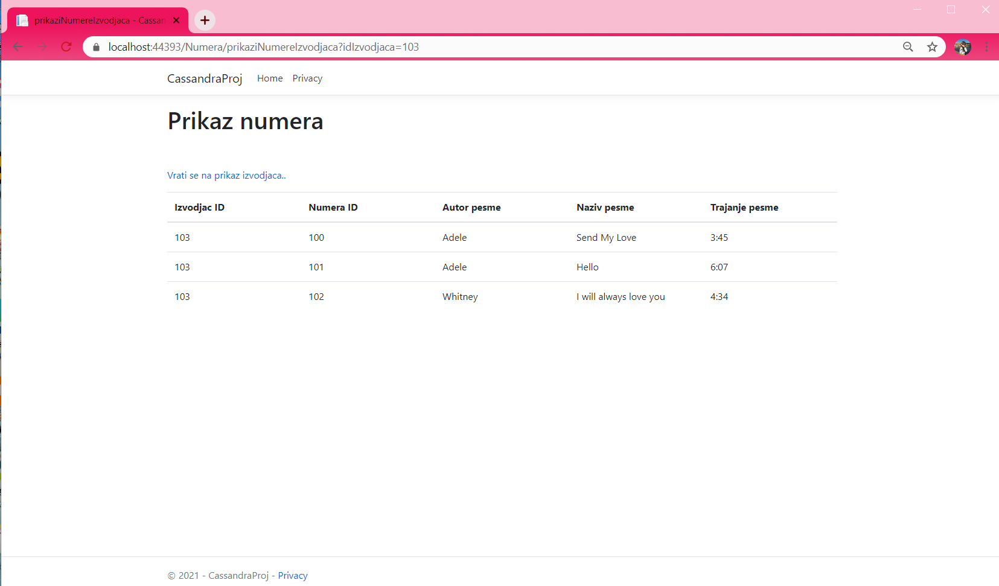 prikaziNumereIzvodjaca - Cassan
localhost:44393/Numera/prikaziNumereIzvodjaca?idIzvodjaca=103
CassandraProj Home Privacy
Prikaz numera
Vrati se na prikaz izvodjaca..
Izvodjac ID Numera ID Autor pesme Naziv pesme Trajanje pesme
103 100 Adele Send My Love 3:45
103 101 Adele Hello 6:07
103 102 Whitney I will always love you 4:34
© 2021 - CassandraProj - Privacy